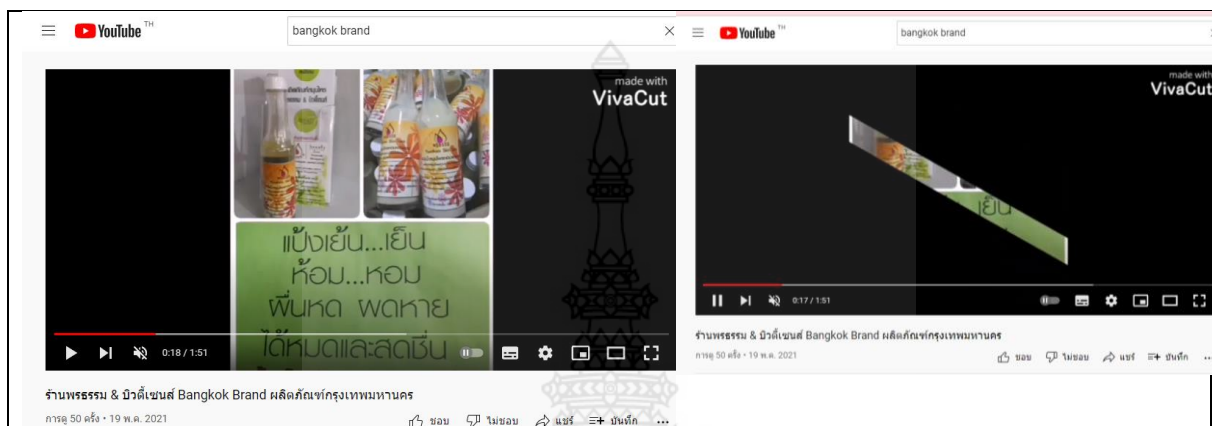 YouTube TH
bangkok brand
made with
VivaCut
แป้งเย้น...เย็น
ห้อม...หอม
ผื่นหด ผดหาย
ได้หมดและสดชื่น
0:18 / 1:51
ร้านพรธรรม & บิวตี้เซนส์ Bangkok Brand ผลิตภัณฑ์กรุงเทพมหานคร
การดู 50 ครั้ง • 19 พ.ค. 2021
ชอบ ไม่ชอบ แชร์ บันทึก
YouTube TH
bangkok brand
made with
VivaCut
เย็น
0:17 / 1:51
ร้านพรธรรม & บิวตี้เซนส์ Bangkok Brand ผลิตภัณฑ์กรุงเทพมหานคร
การดู 50 ครั้ง • 19 พ.ค. 2021
ชอบ ไม่ชอบ แชร์ บันทึก